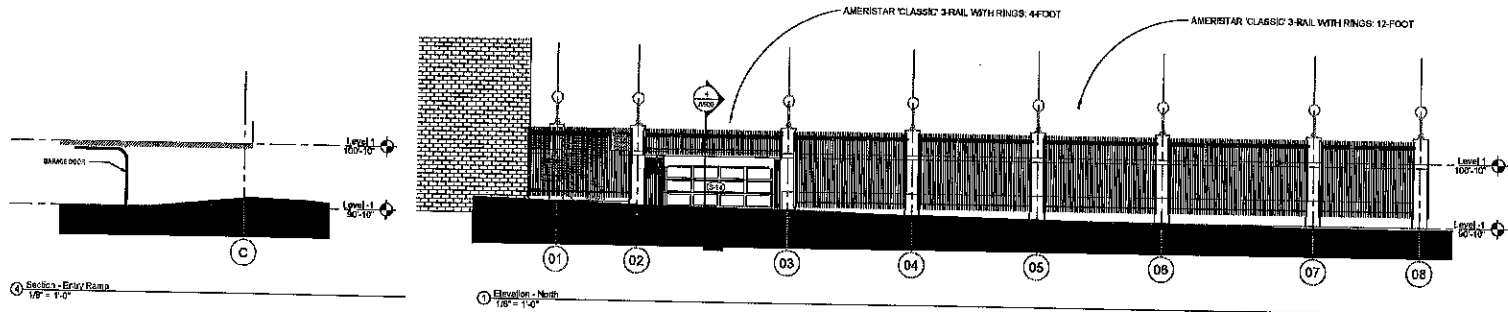 AMERISTAR 'CLASSIC' 3-RAIL WITH RINGS: 4-FOOT
AMERISTAR 'CLASSIC' 3-RAIL WITH RINGS: 12-FOOT
4
Level 1
100'-10"
GARAGE DOOR
Level -1
90'-10"
C
4 Section - Entry Ramp
1/8" = 1'-0"
Level 1
100'-10"
Level -1
90'-10"
01
02
03
04
05
06
07
08
1 Elevation - North
1/8" = 1'-0"